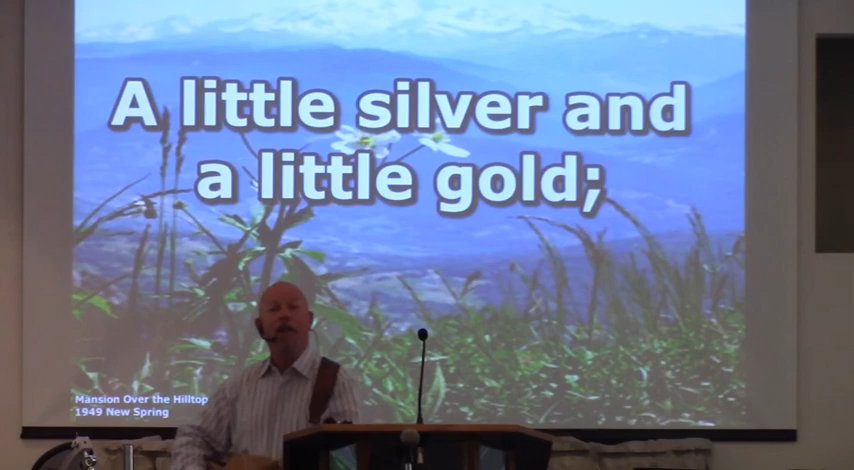 A little silver and
a little gold;
Mansion Over the Hilltop
1949 New Spring